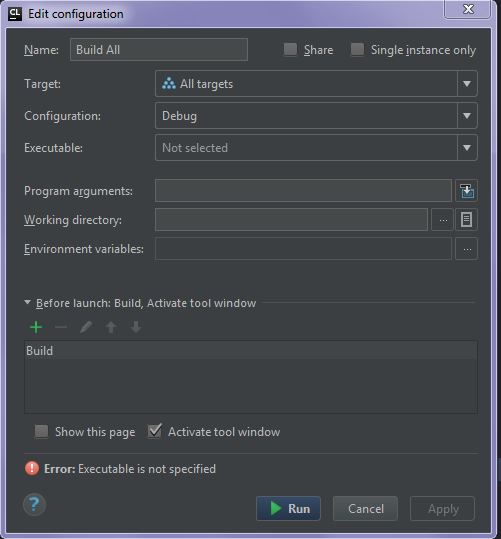 CL Edit configuration
Name: Build All Share Single instance only
Target: All targets
Configuration: Debug
Executable: Not selected
Program arguments:
Working directory: ...
Environment variables: ...
Before launch: Build, Activate tool window
Build
Show this page Activate tool window
Error: Executable is not specified
? Run Cancel Apply